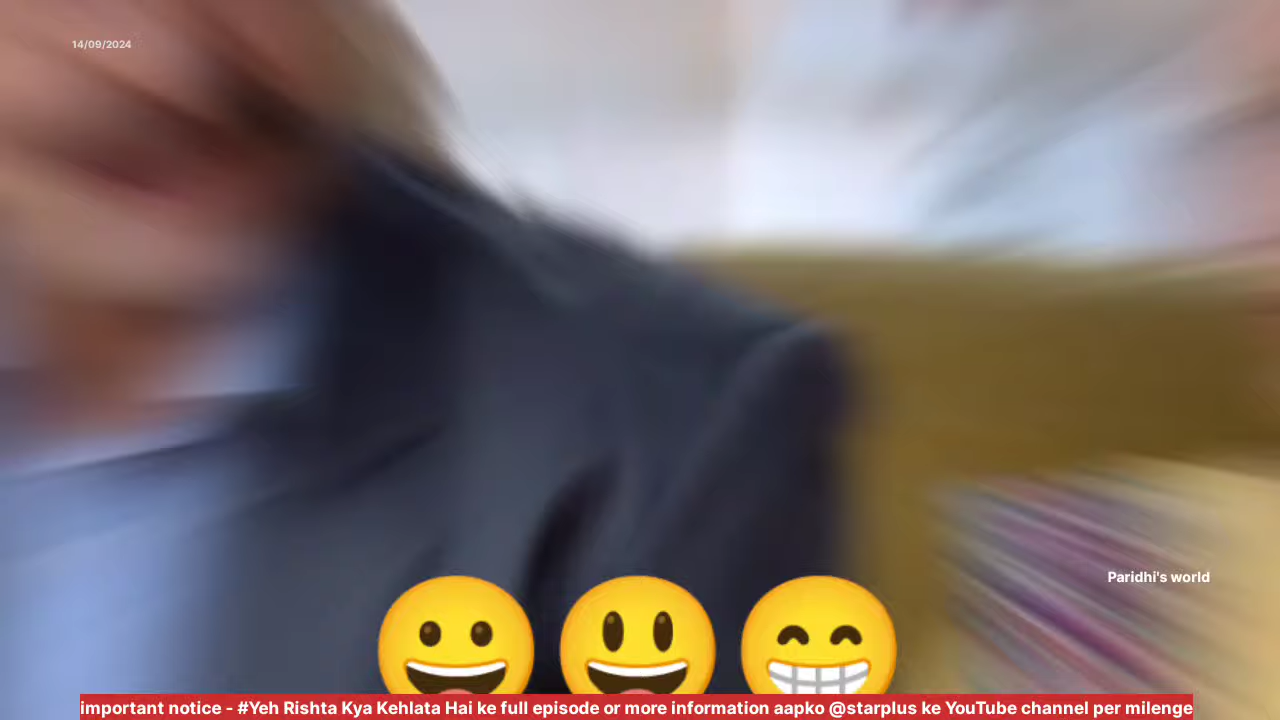 14/09/2024
Paridhi's world
important notice - #Yeh Rishta Kya Kehlata Hai ke full episode or more information aapko @starplus ke YouTube channel per milenge